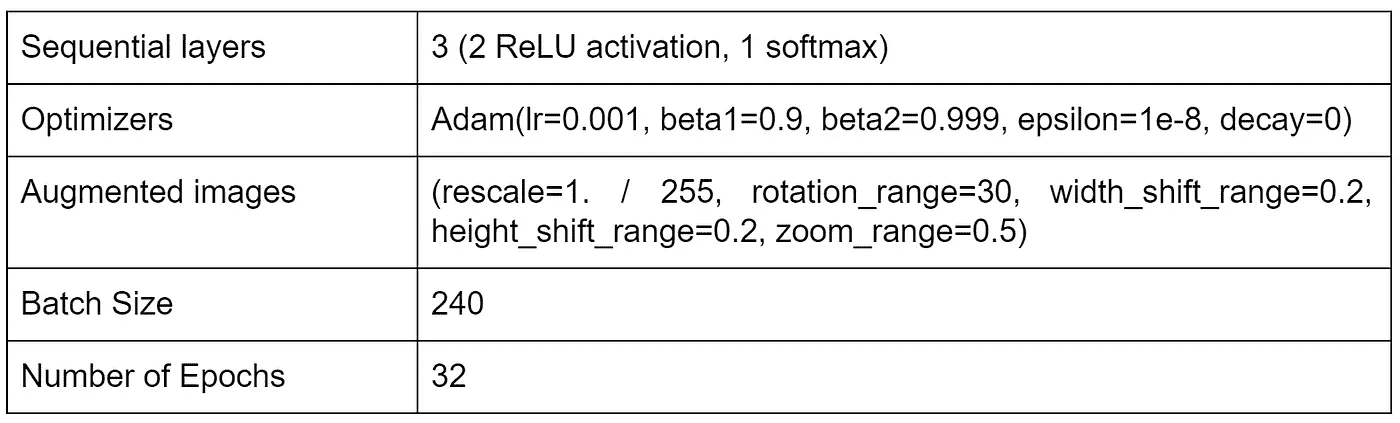 Sequential layers
3 (2 ReLU activation, 1 softmax)
Optimizers
Adam(lr=0.001, beta1=0.9, beta2=0.999, epsilon=1e-8, decay=0)
Augmented images
(rescale=1. / 255, rotation_range=30, width_shift_range=0.2,
height_shift_range=0.2, zoom_range=0.5)
Batch Size
240
Number of Epochs
32